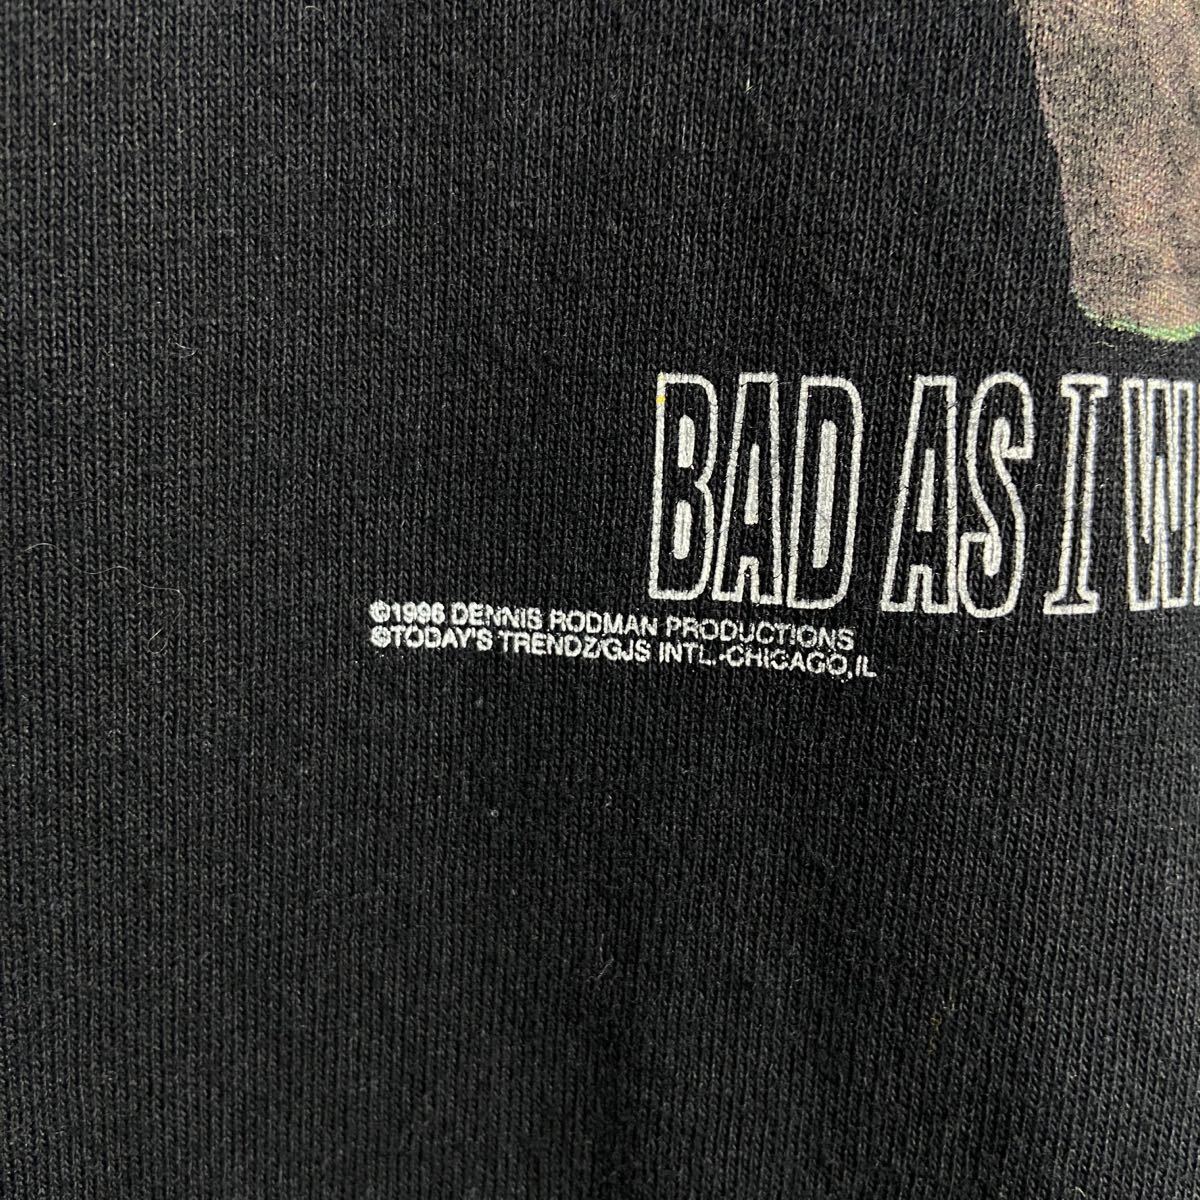 BAD AS I W
©1996 DENNIS RODMAN PRODUCTIONS
©TODAY'S TRENDZ/GJS INTL.-CHICAGO,IL